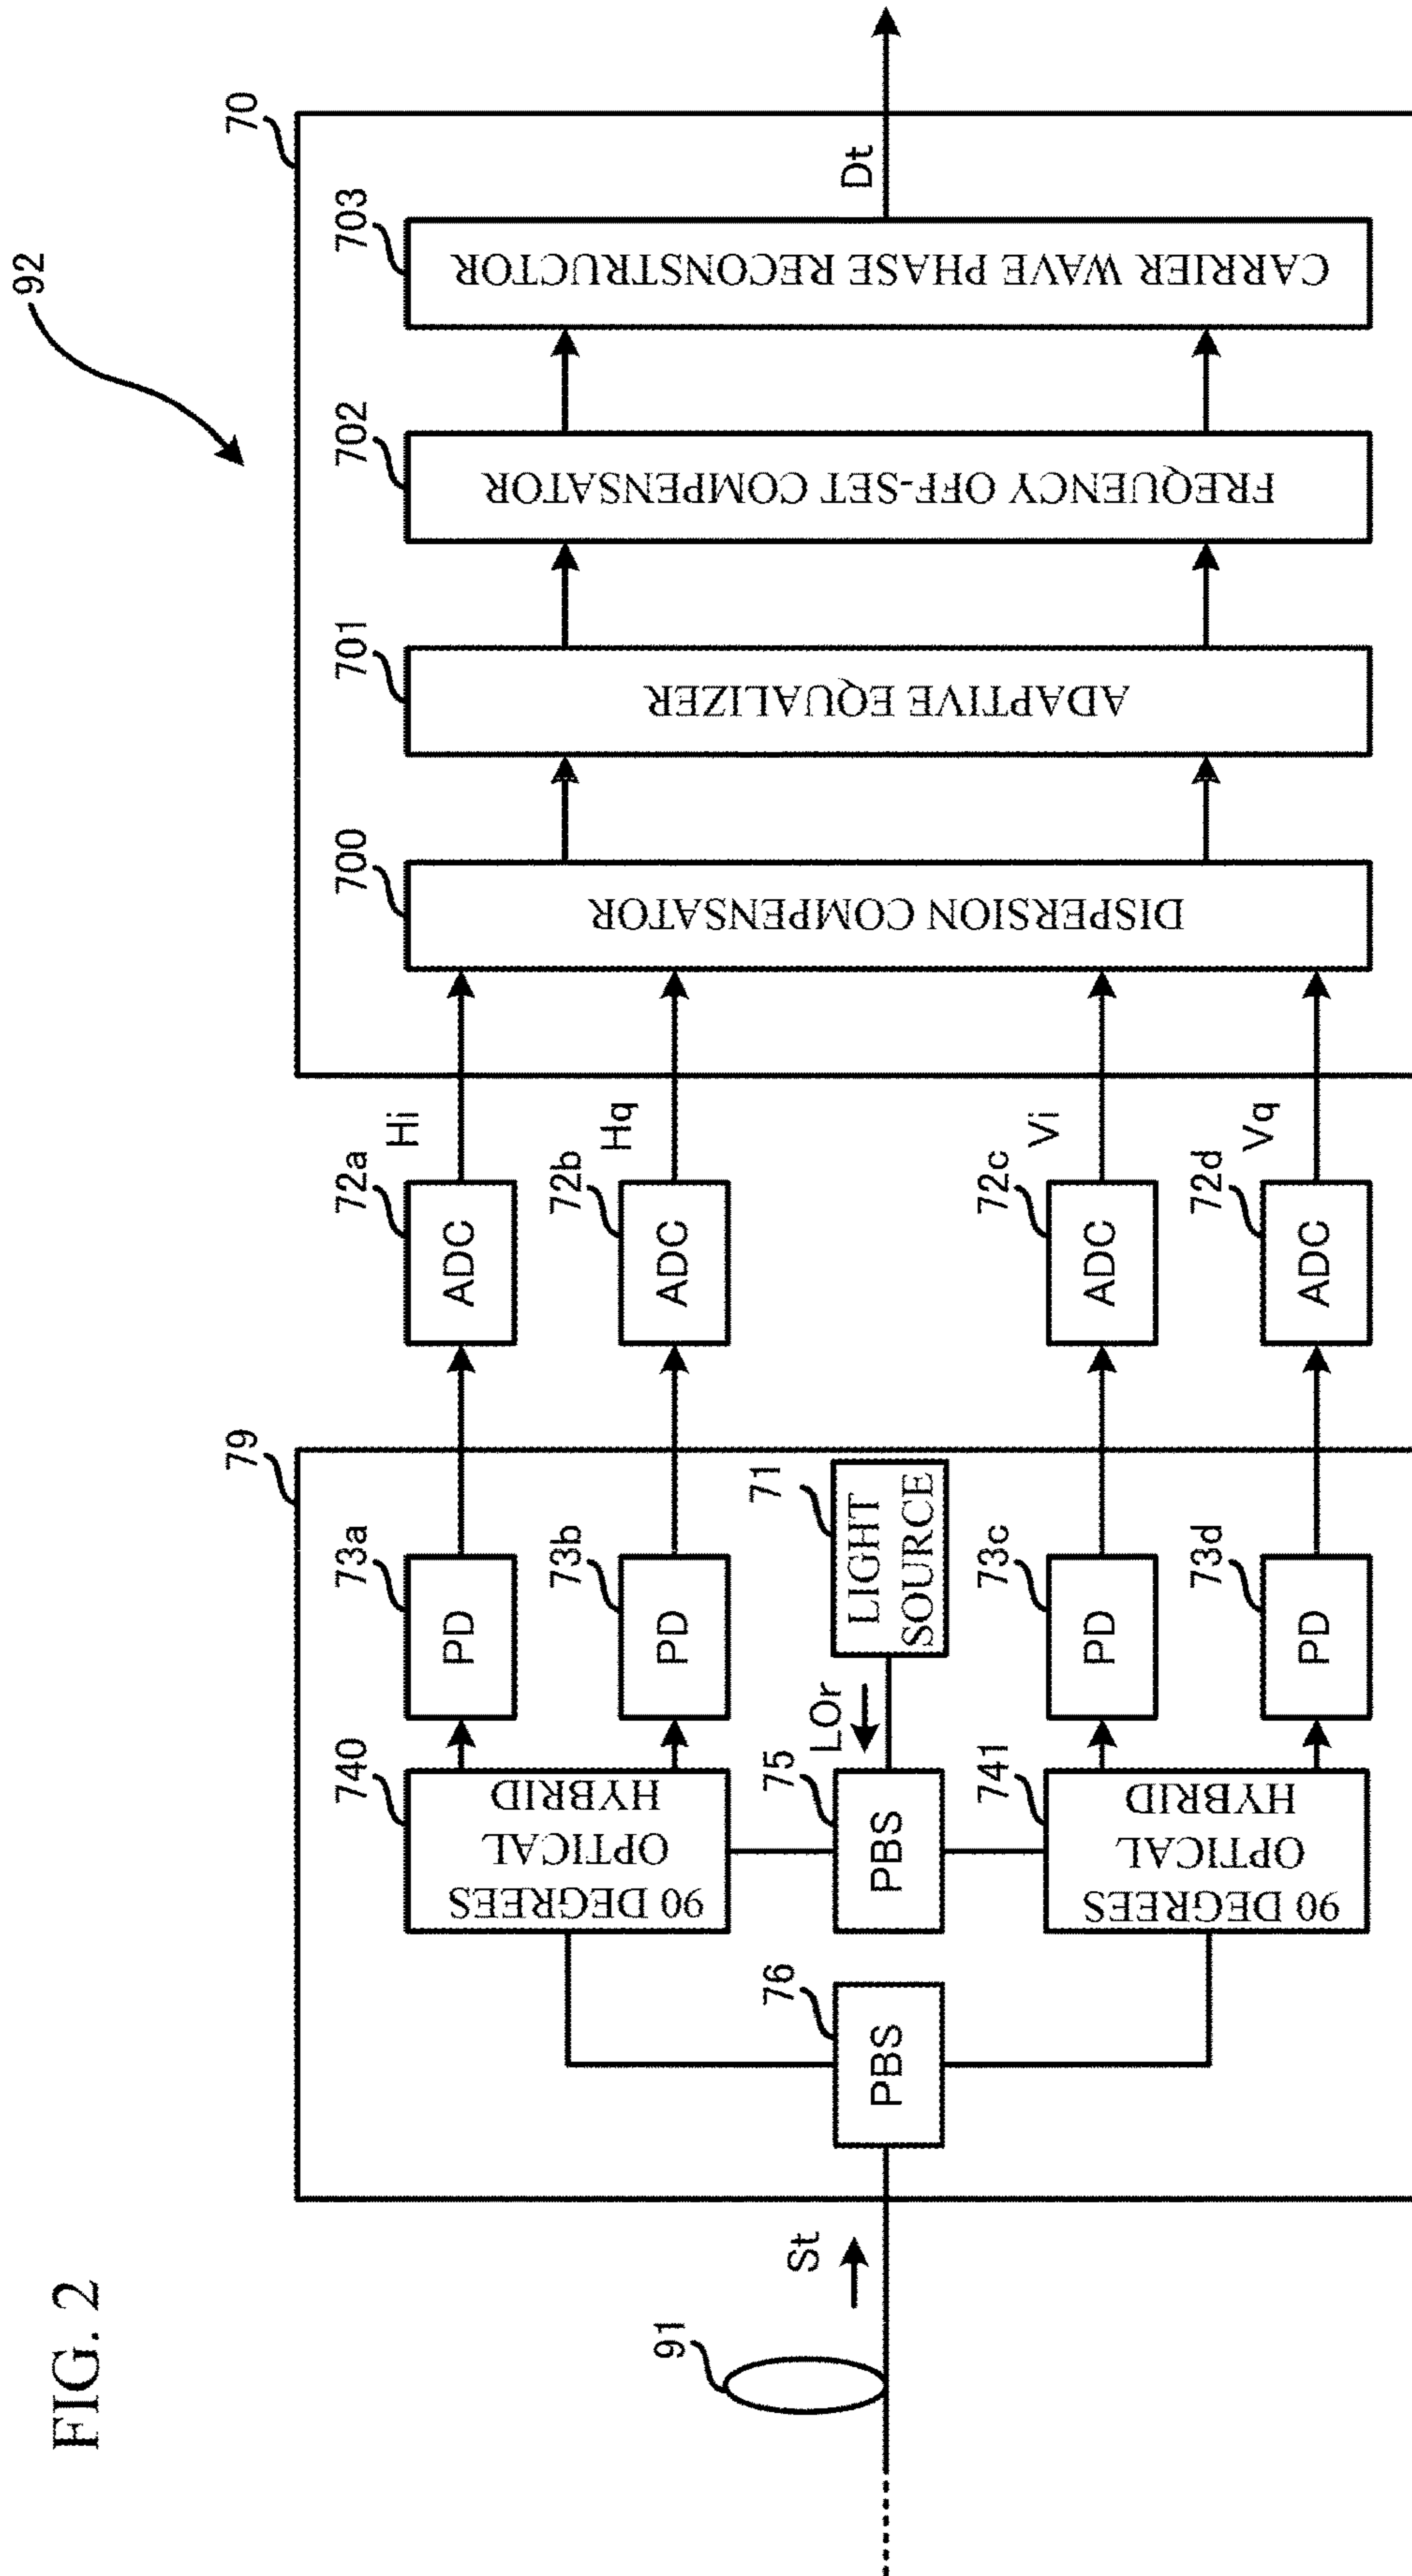 FIG. 2
92
70
79
91
St
76
PBS
740
90 DEGREES
OPTICAL
HYBRID
75
PBS
LOr
71
LIGHT
SOURCE
741
90 DEGREES
OPTICAL
HYBRID
73a
PD
73b
PD
73c
PD
73d
PD
72a
ADC
Hi
72b
ADC
Hq
72c
ADC
Vi
72d
ADC
Vq
700
DISPERSION COMPENSATOR
701
ADAPTIVE EQUALIZER
702
FREQUENCY OFF-SET COMPENSATOR
703
CARRIER WAVE PHASE RECONSTRUCTOR
Dt